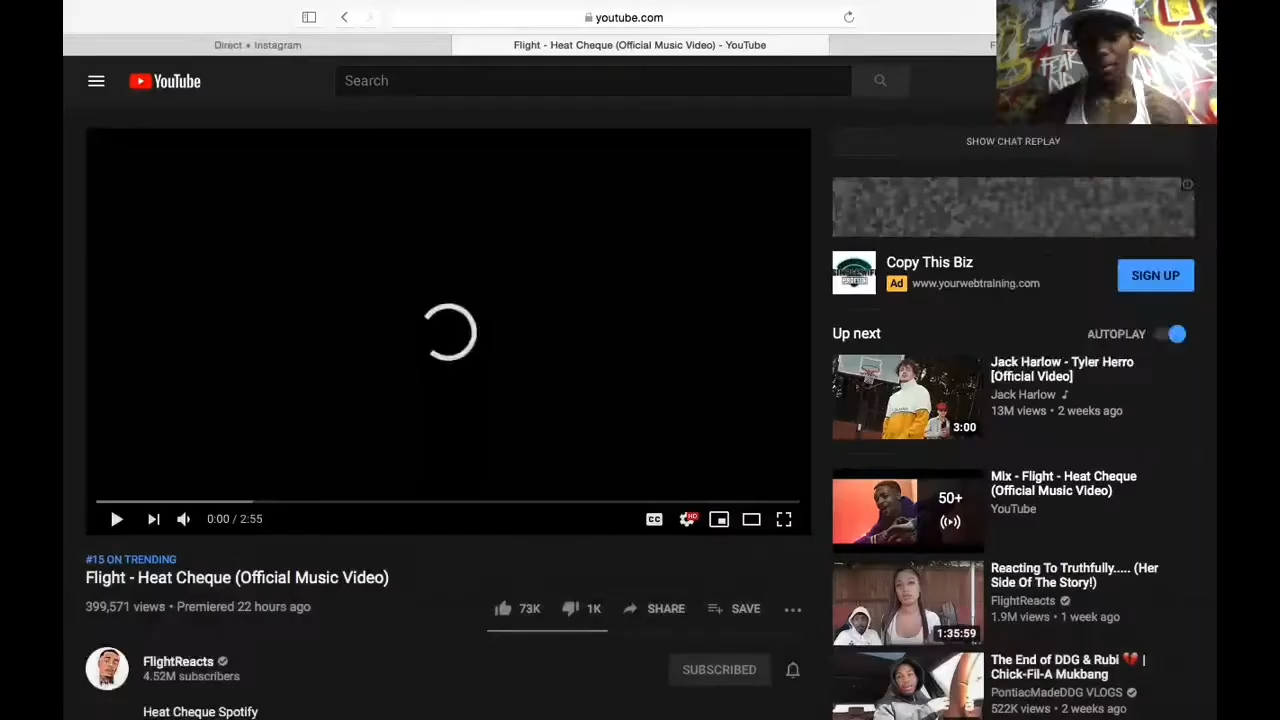 youtube.com
Direct • Instagram
Flight - Heat Cheque (Official Music Video) - YouTube
F
FEAR
YouTube
Search
SHOW CHAT REPLAY
Copy This Biz
Ad www.yourwebtraining.com
SIGN UP
Up next
AUTOPLAY
Jack Harlow - Tyler Herro
[Official Video]
Jack Harlow
13M views • 2 weeks ago
3:00
Mix - Flight - Heat Cheque
(Official Music Video)
YouTube
50+
Reacting To Truthfully..... (Her
Side Of The Story!)
FlightReacts
1.9M views • 1 week ago
1:35:59
The End of DDG & Rubi 💔 |
Chick-Fil-A Mukbang
PontiacMadeDDG VLOGS
522K views • 2 weeks ago
0:00 / 2:55
CC
HD
#15 ON TRENDING
Flight - Heat Cheque (Official Music Video)
399,571 views • Premiered 22 hours ago
73K
1K
SHARE
SAVE
FlightReacts
4.52M subscribers
SUBSCRIBED
Heat Cheque Spotify